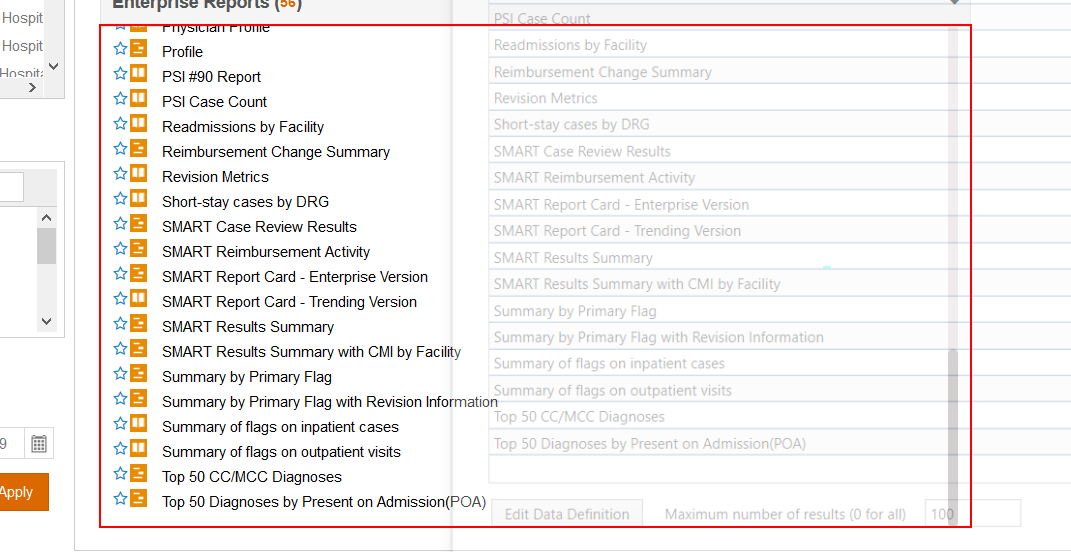 Enterprise Reports (56)
Hospit
Hospit
Hospit
9
Apply
Physician Profile
Profile
PSI #90 Report
PSI Case Count
Readmissions by Facility
Reimbursement Change Summary
Revision Metrics
Short-stay cases by DRG
SMART Case Review Results
SMART Reimbursement Activity
SMART Report Card - Enterprise Version
SMART Report Card - Trending Version
SMART Results Summary
SMART Results Summary with CMI by Facility
Summary by Primary Flag
Summary by Primary Flag with Revision Information
Summary of flags on inpatient cases
Summary of flags on outpatient visits
Top 50 CC/MCC Diagnoses
Top 50 Diagnoses by Present on Admission(POA)
PSI Case Count
Readmissions by Facility
Reimbursement Change Summary
Revision Metrics
Short-stay cases by DRG
SMART Case Review Results
SMART Reimbursement Activity
SMART Report Card - Enterprise Version
SMART Report Card - Trending Version
SMART Results Summary
SMART Results Summary with CMI by Facility
Summary by Primary Flag
Summary by Primary Flag with Revision Information
Summary of flags on inpatient cases
Summary of flags on outpatient visits
Top 50 CC/MCC Diagnoses
Top 50 Diagnoses by Present on Admission(POA)
Edit Data Definition Maximum number of results (0 for all) 100